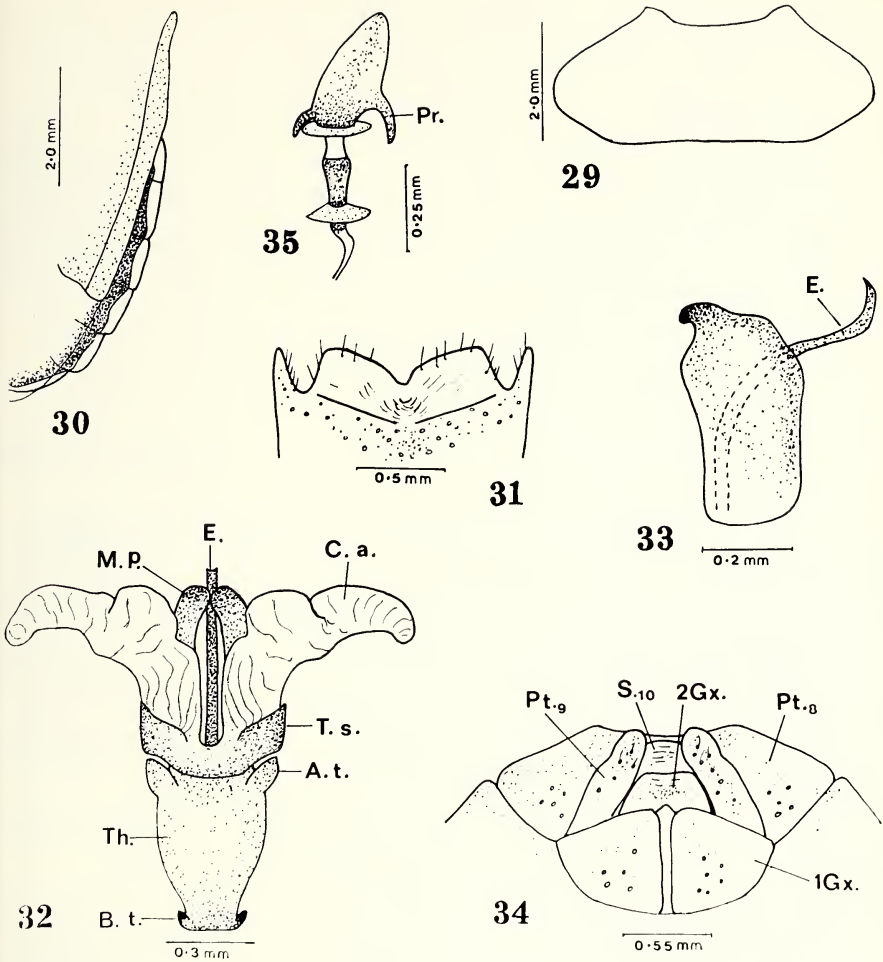 2·0 mm
30
Pr.
0·25 mm
35
2·0 mm
29
0·5 mm
31
E.
33
0·2 mm
E.
M.p.
C.a.
T.s.
A.t.
Th.
B.t.
32
0·3 mm
Pt.9
S.10
2Gx.
Pt.8
1Gx.
34
0·55 mm